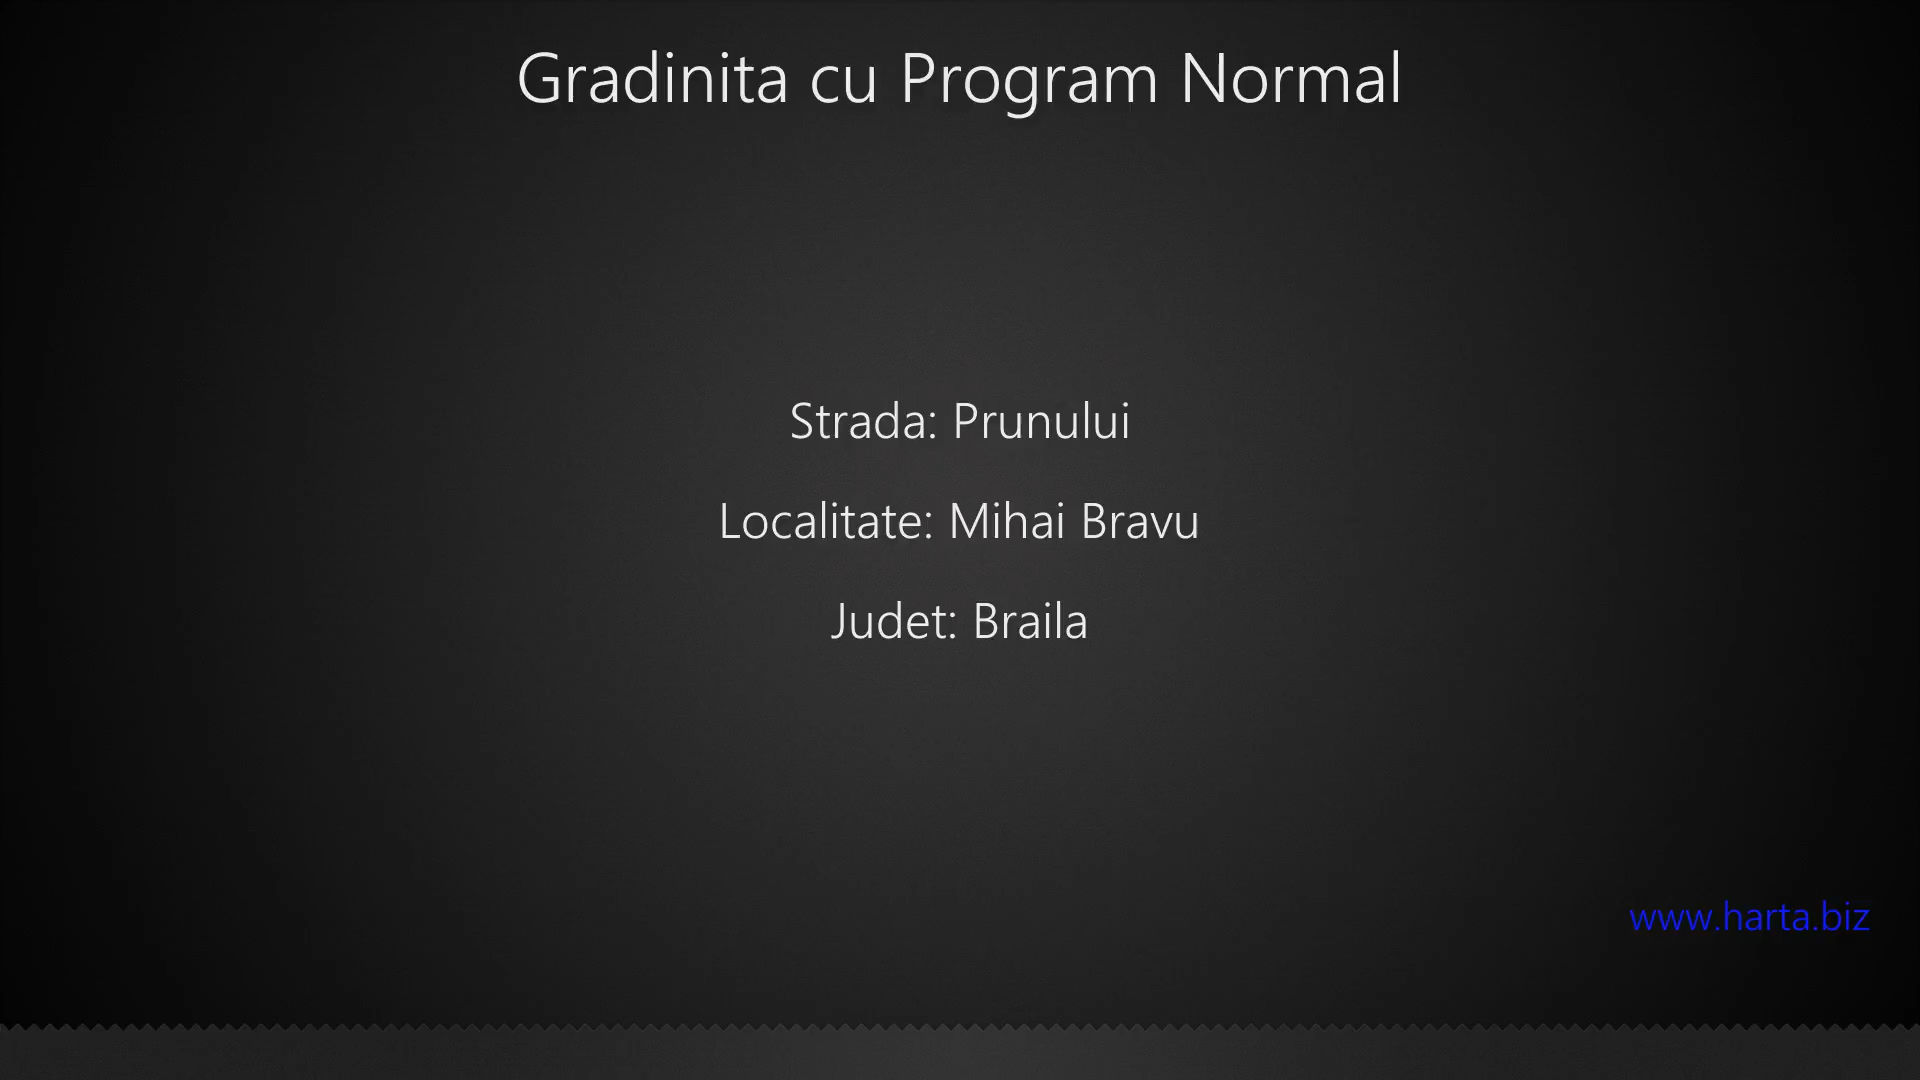 Gradinita cu Program Normal
Strada: Prunului
Localitate: Mihai Bravu
Judet: Braila
www.harta.biz